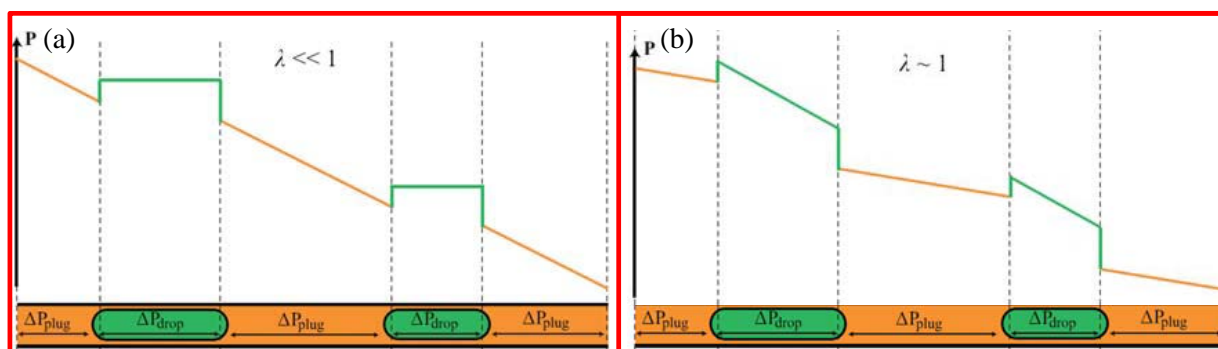 P (a)
λ << 1
ΔPplug ΔPdrop ΔPplug ΔPdrop ΔPplug
P (b)
λ ~ 1
ΔPplug ΔPdrop ΔPplug ΔPdrop ΔPplug